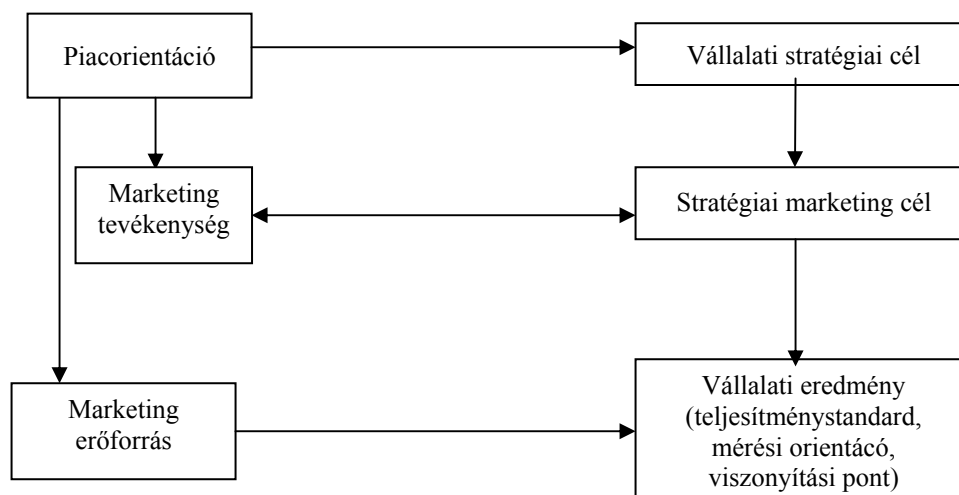 Piacorientáció
Vállalati stratégiai cél
Marketing
tevékenység
Stratégiai marketing cél
Marketing
erőforrás
Vállalati eredmény
(teljesítménystandard,
mérési orientácó,
viszonyítási pont)